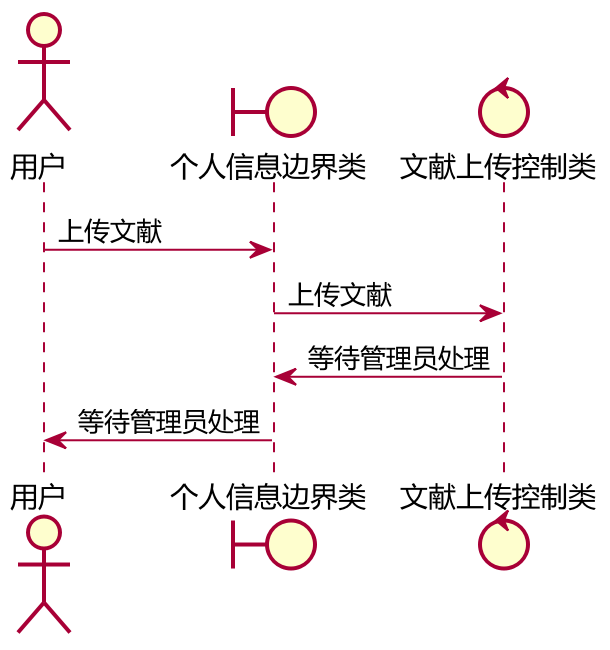 用户
个人信息边界类
文献上传控制类
上传文献
上传文献
等待管理员处理
等待管理员处理
用户
个人信息边界类
文献上传控制类